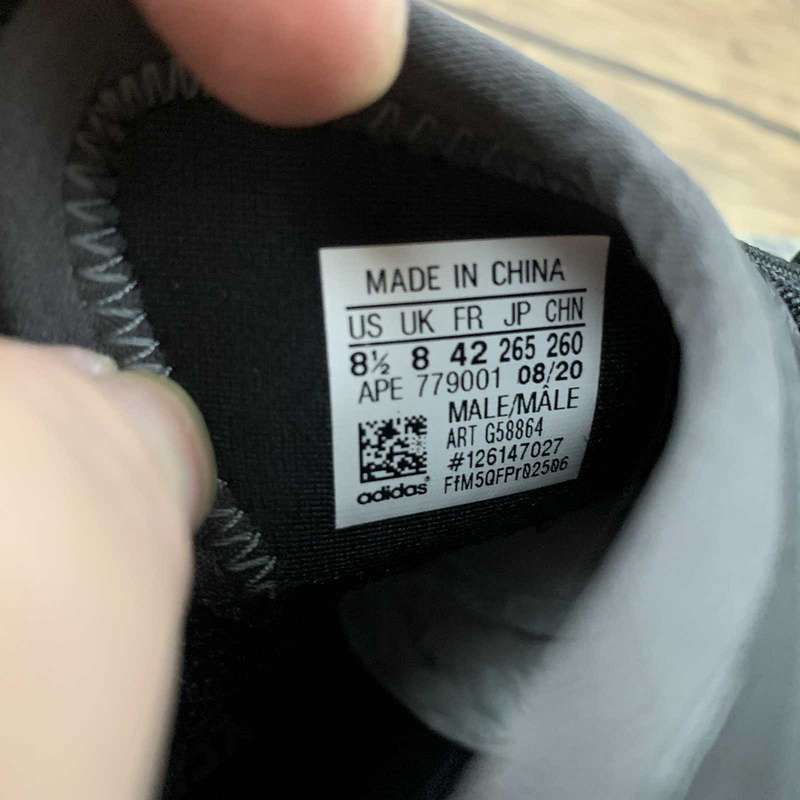 MADE IN CHINA
US UK FR JP CHN
8½ 8 42 265 260
APE 779001 08/20
MALE/MÂLE
ART G58864
#126147027
FfM5QFPr02506
adidas